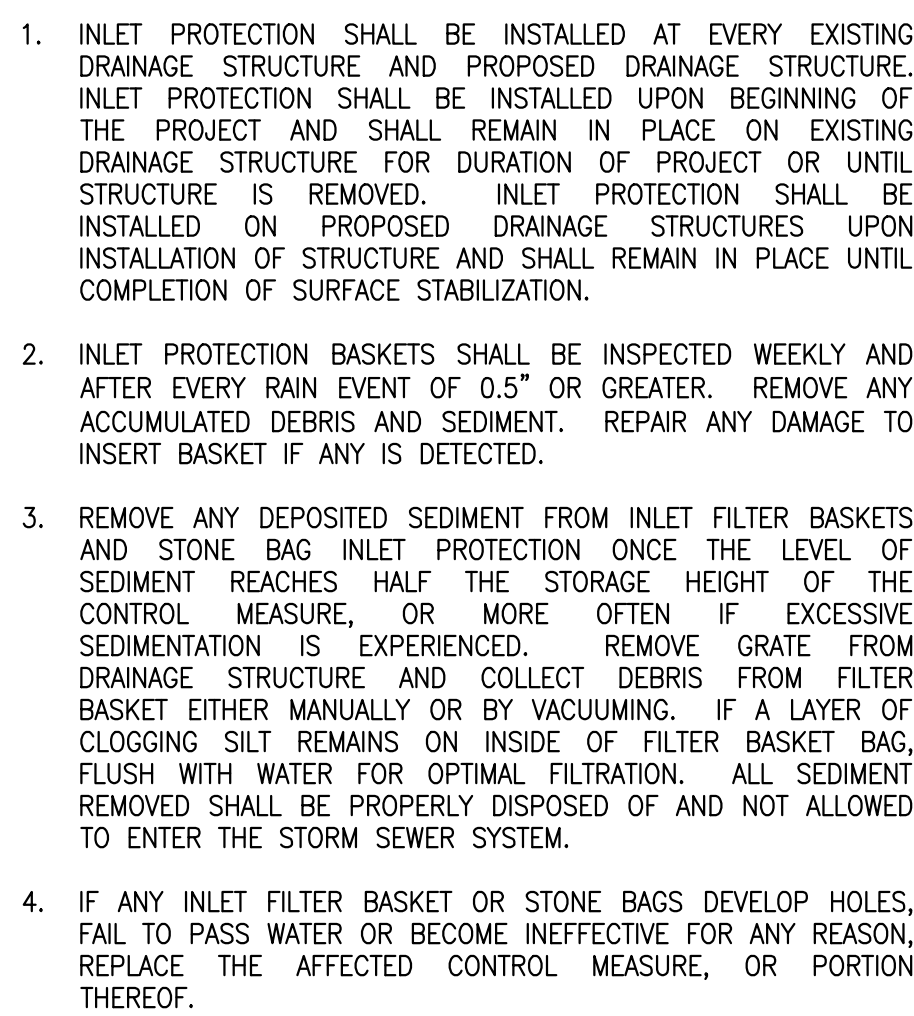 1. INLET PROTECTION SHALL BE INSTALLED AT EVERY EXISTING
DRAINAGE STRUCTURE AND PROPOSED DRAINAGE STRUCTURE.
INLET PROTECTION SHALL BE INSTALLED UPON BEGINNING OF
THE PROJECT AND SHALL REMAIN IN PLACE ON EXISTING
DRAINAGE STRUCTURE FOR DURATION OF PROJECT OR UNTIL
STRUCTURE IS REMOVED. INLET PROTECTION SHALL BE
INSTALLED ON PROPOSED DRAINAGE STRUCTURES UPON
INSTALLATION OF STRUCTURE AND SHALL REMAIN IN PLACE UNTIL
COMPLETION OF SURFACE STABILIZATION.
2. INLET PROTECTION BASKETS SHALL BE INSPECTED WEEKLY AND
AFTER EVERY RAIN EVENT OF 0.5" OR GREATER. REMOVE ANY
ACCUMULATED DEBRIS AND SEDIMENT. REPAIR ANY DAMAGE TO
INSERT BASKET IF ANY IS DETECTED.
3. REMOVE ANY DEPOSITED SEDIMENT FROM INLET FILTER BASKETS
AND STONE BAG INLET PROTECTION ONCE THE LEVEL OF
SEDIMENT REACHES HALF THE STORAGE HEIGHT OF THE
CONTROL MEASURE, OR MORE OFTEN IF EXCESSIVE
SEDIMENTATION IS EXPERIENCED. REMOVE GRATE FROM
DRAINAGE STRUCTURE AND COLLECT DEBRIS FROM FILTER
BASKET EITHER MANUALLY OR BY VACUUMING. IF A LAYER OF
CLOGGING SILT REMAINS ON INSIDE OF FILTER BASKET BAG,
FLUSH WITH WATER FOR OPTIMAL FILTRATION. ALL SEDIMENT
REMOVED SHALL BE PROPERLY DISPOSED OF AND NOT ALLOWED
TO ENTER THE STORM SEWER SYSTEM.
4. IF ANY INLET FILTER BASKET OR STONE BAGS DEVELOP HOLES,
FAIL TO PASS WATER OR BECOME INEFFECTIVE FOR ANY REASON,
REPLACE THE AFFECTED CONTROL MEASURE, OR PORTION
THEREOF.